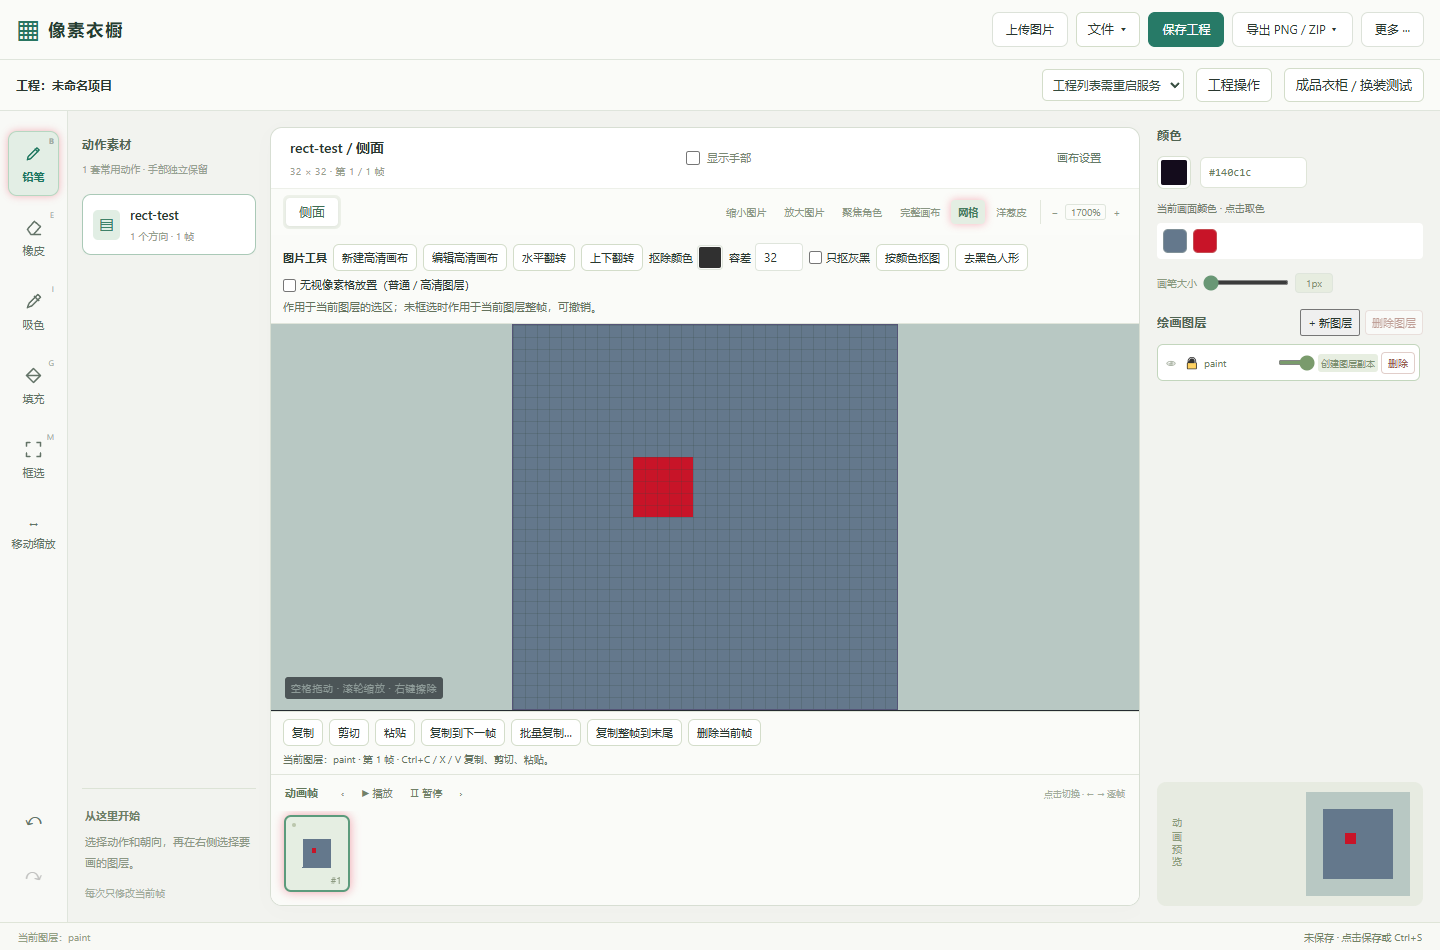 像素衣橱
上传图片
文件
保存工程
导出 PNG / ZIP
更多 ...
工程：未命名项目
工程列表需重启服务
工程操作
成品衣柜 / 换装测试
B
铅笔
E
橡皮
I
吸色
G
填充
M
框选
移动缩放
动作素材
1 套常用动作 · 手部独立保留
rect-test
1 个方向 · 1 帧
从这里开始
选择动作和朝向，再在右侧选择要
画的图层。
每次只修改当前帧
rect-test / 侧面
32 × 32 · 第 1 / 1 帧
显示手部
画布设置
侧面
缩小图片
放大图片
聚焦角色
完整画布
网格
洋葱皮
− 1700% +
图片工具
新建高清画布
编辑高清画布
水平翻转
上下翻转
抠除颜色
容差
32
只抠灰黑
按颜色抠图
去黑色人形
无视像素格放置（普通 / 高清图层）
作用于当前图层的选区；未框选时作用于当前图层整帧，可撤销。
空格拖动 · 滚轮缩放 · 右键擦除
复制
剪切
粘贴
复制到下一帧
批量复制...
复制整帧到末尾
删除当前帧
当前图层：paint · 第 1 帧 · Ctrl+C / X / V 复制、剪切、粘贴。
动画帧
‹
▶ 播放
II 暂停
›
点击切换 · ← → 逐帧
#1
颜色
#140c1c
当前画面颜色 · 点击取色
画笔大小
1px
绘画图层
+ 新图层
删除图层
paint
创建图层副本
删除
动画预览
当前图层：paint
未保存 · 点击保存或 Ctrl+S